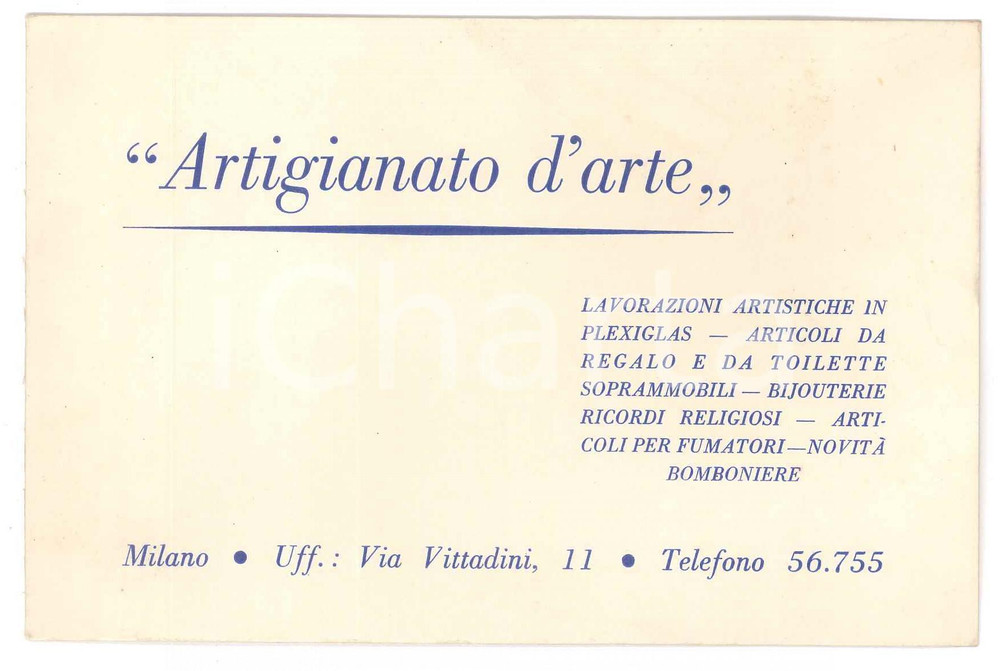 “Artigianato d'arte„
LAVORAZIONI ARTISTICHE IN
PLEXIGLAS — ARTICOLI DA
REGALO E DA TOILETTE
SOPRAMMOBILI — BIJOUTERIE
RICORDI RELIGIOSI — ARTI-
COLI PER FUMATORI — NOVITÀ
BOMBONIERE
Milano ● Uff.: Via Vittadini, 11 ● Telefono 56.755